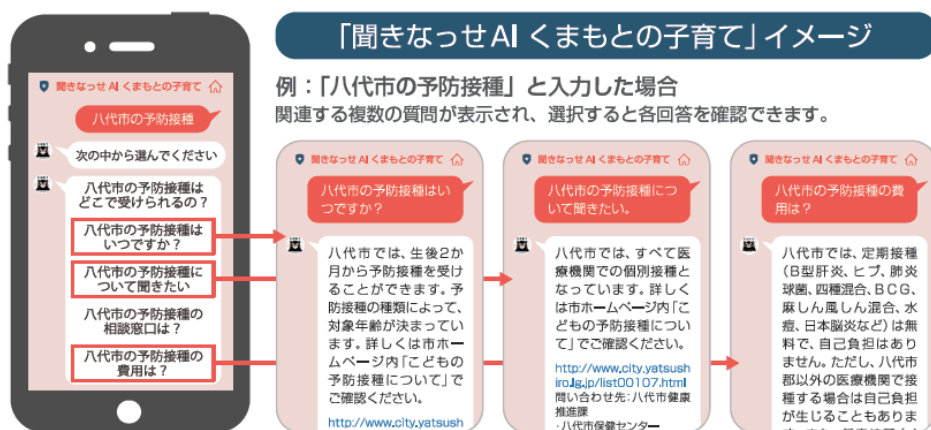 「聞きなっせAI くまもとの子育て」イメージ
例:「八代市の予防接種」と入力した場合
関連する複数の質問が表示され、選択すると各回答を確認できます。
聞きなっせ AI くまもとの子育て
八代市の予防接種
次の中から選んでください
八代市の予防接種は
どこで受けられるの?
八代市の予防接種は
いつですか?
八代市の予防接種に
ついて聞きたい
八代市の予防接種の
相談窓口は?
八代市の予防接種の
費用は?
聞きなっせ AI くまもとの子育て
八代市の予防接種はい
つですか?
八代市では、生後2か
月から予防接種を受け
ることができます。予
防接種の種類によって、
対象年齢が決まってい
ます。詳しくは市ホー
ムページ内「こどもの
予防接種について」で
ご確認ください。
http://www.city.yatsush
聞きなっせ AI くまもとの子育て
八代市の予防接種につ
いて聞きたい。
八代市では、すべて医
療機関での個別接種と
なっています。詳しく
は市ホームページ内「こ
どもの予防接種につい
て」でご確認ください。
http://www.city.yatsush
iro.lg.jp/list00107.html
問い合わせ先:八代市健康
推進課
・八代市保健センター
聞きなっせ AI くまもとの子育て
八代市の予防接種の費
用は?
八代市では、定期接種
(B型肝炎、ヒブ、肺炎
球菌、四種混合、BCG、
麻しん風しん混合、水
痘、日本脳炎など)は無
料で、自己負担はあり
ません。ただし、八代市
郡以外の医療機関で接
種する場合は自己負担
が生じることもありま